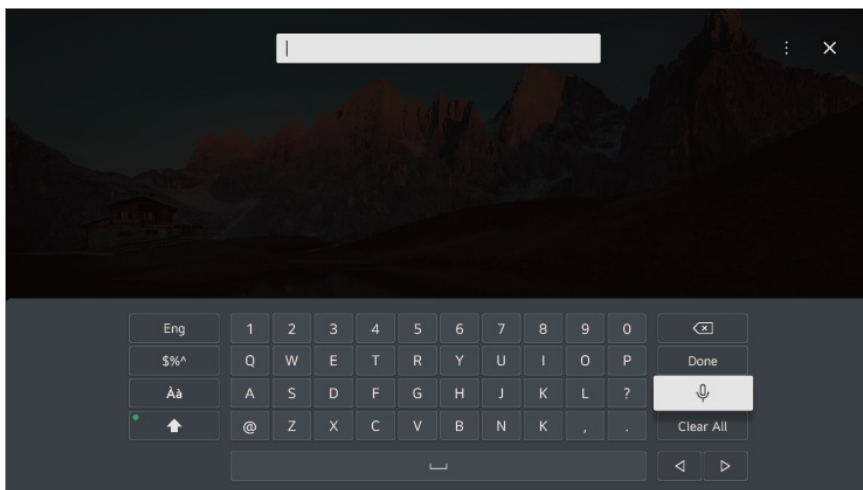 Eng 1 2 3 4 5 6 7 8 9 0
$%^ Q W E T R Y U I O P Done
Àà A S D F G H J K L ?
@ Z X C V B N K , . Clear All